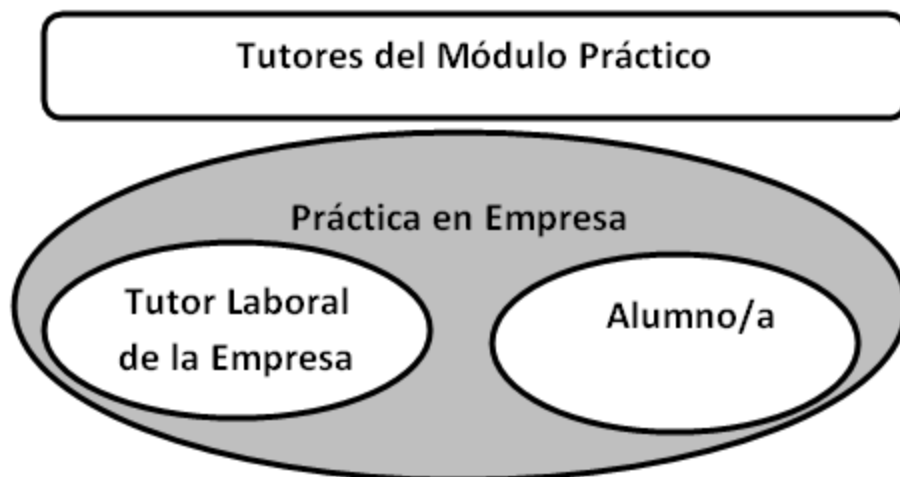 Tutores del Módulo Práctico
Práctica en Empresa
Tutor Laboral
de la Empresa
Alumno/a